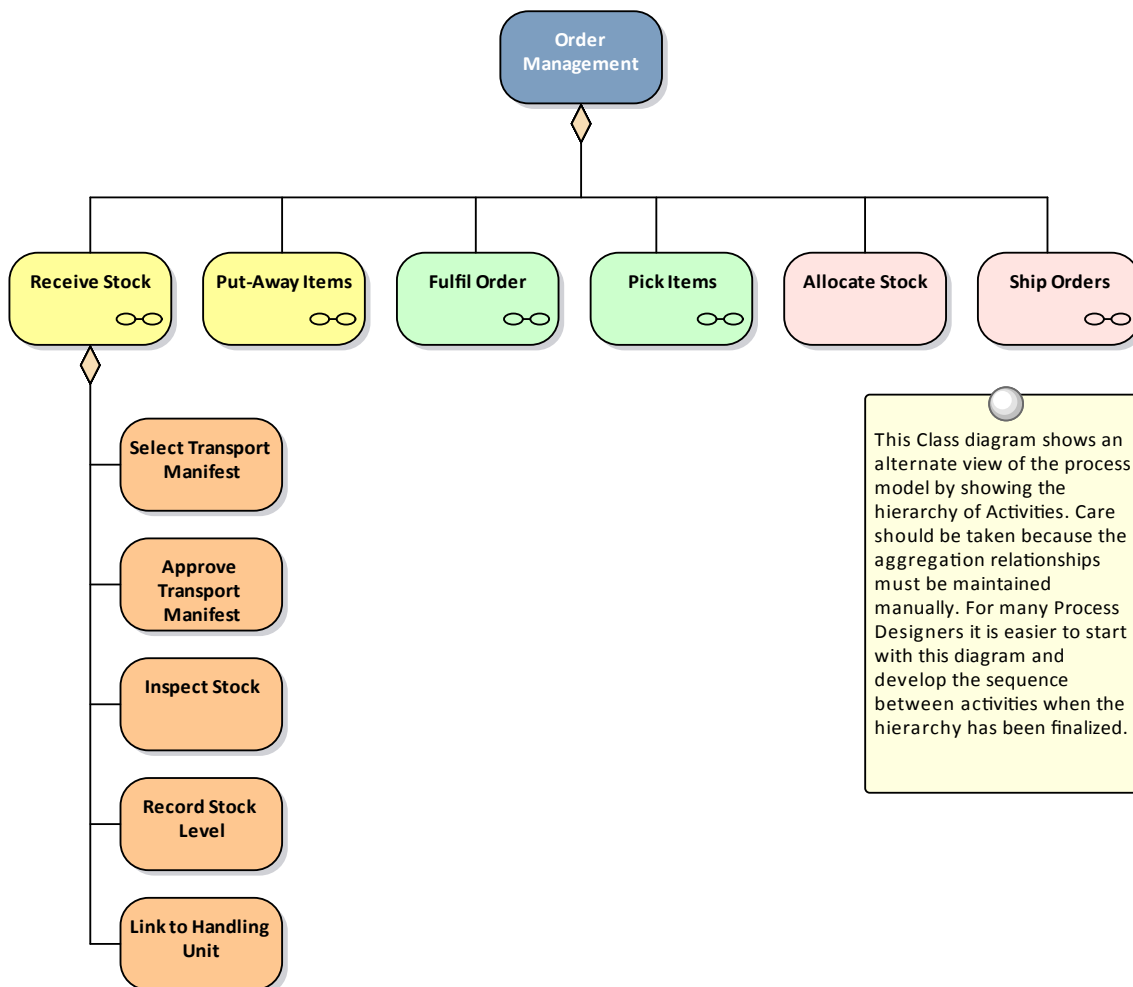 Order
Management
Receive Stock
Put-Away Items
Fulfil Order
Pick Items
Allocate Stock
Ship Orders
Select Transport
Manifest
Approve
Transport
Manifest
Inspect Stock
Record Stock
Level
Link to Handling
Unit
This Class diagram shows an
alternate view of the process
model by showing the
hierarchy of Activities. Care
should be taken because the
aggregation relationships
must be maintained
manually. For many Process
Designers it is easier to start
with this diagram and
develop the sequence
between activities when the
hierarchy has been finalized.